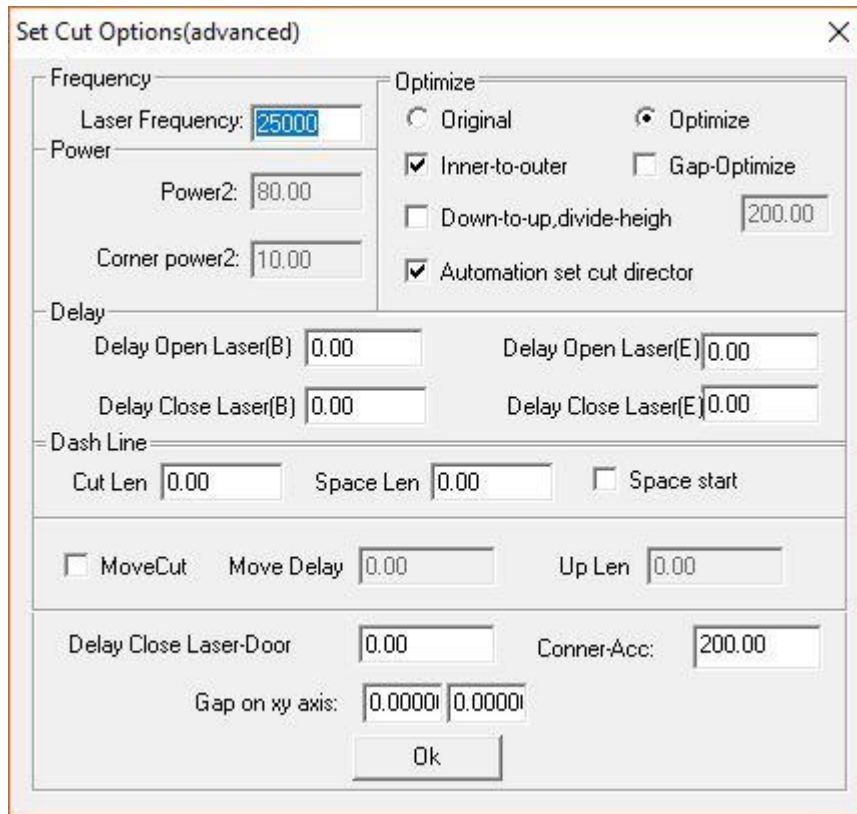 Set Cut Options(advanced)
Frequency
Laser Frequency: 25000
Power
Power2: 80.00
Corner power2: 10.00
Optimize
Original Optimize
Inner-to-outer Gap-Optimize
Down-to-up,divide-heigh 200.00
Automation set cut director
Delay
Delay Open Laser(B) 0.00 Delay Open Laser(E) 0.00
Delay Close Laser(B) 0.00 Delay Close Laser(E) 0.00
Dash Line
Cut Len 0.00 Space Len 0.00 Space start
MoveCut Move Delay 0.00 Up Len 0.00
Delay Close Laser-Door 0.00 Conner-Acc: 200.00
Gap on xy axis: 0.0000 0.0000
Ok